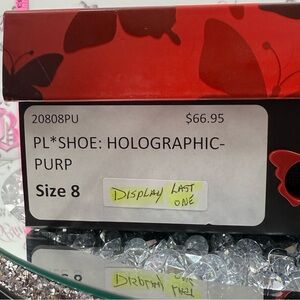 20808PU $66.95
PL*SHOE: HOLOGRAPHIC-
PURP
Size 8
DISPLAY LAST
ONE